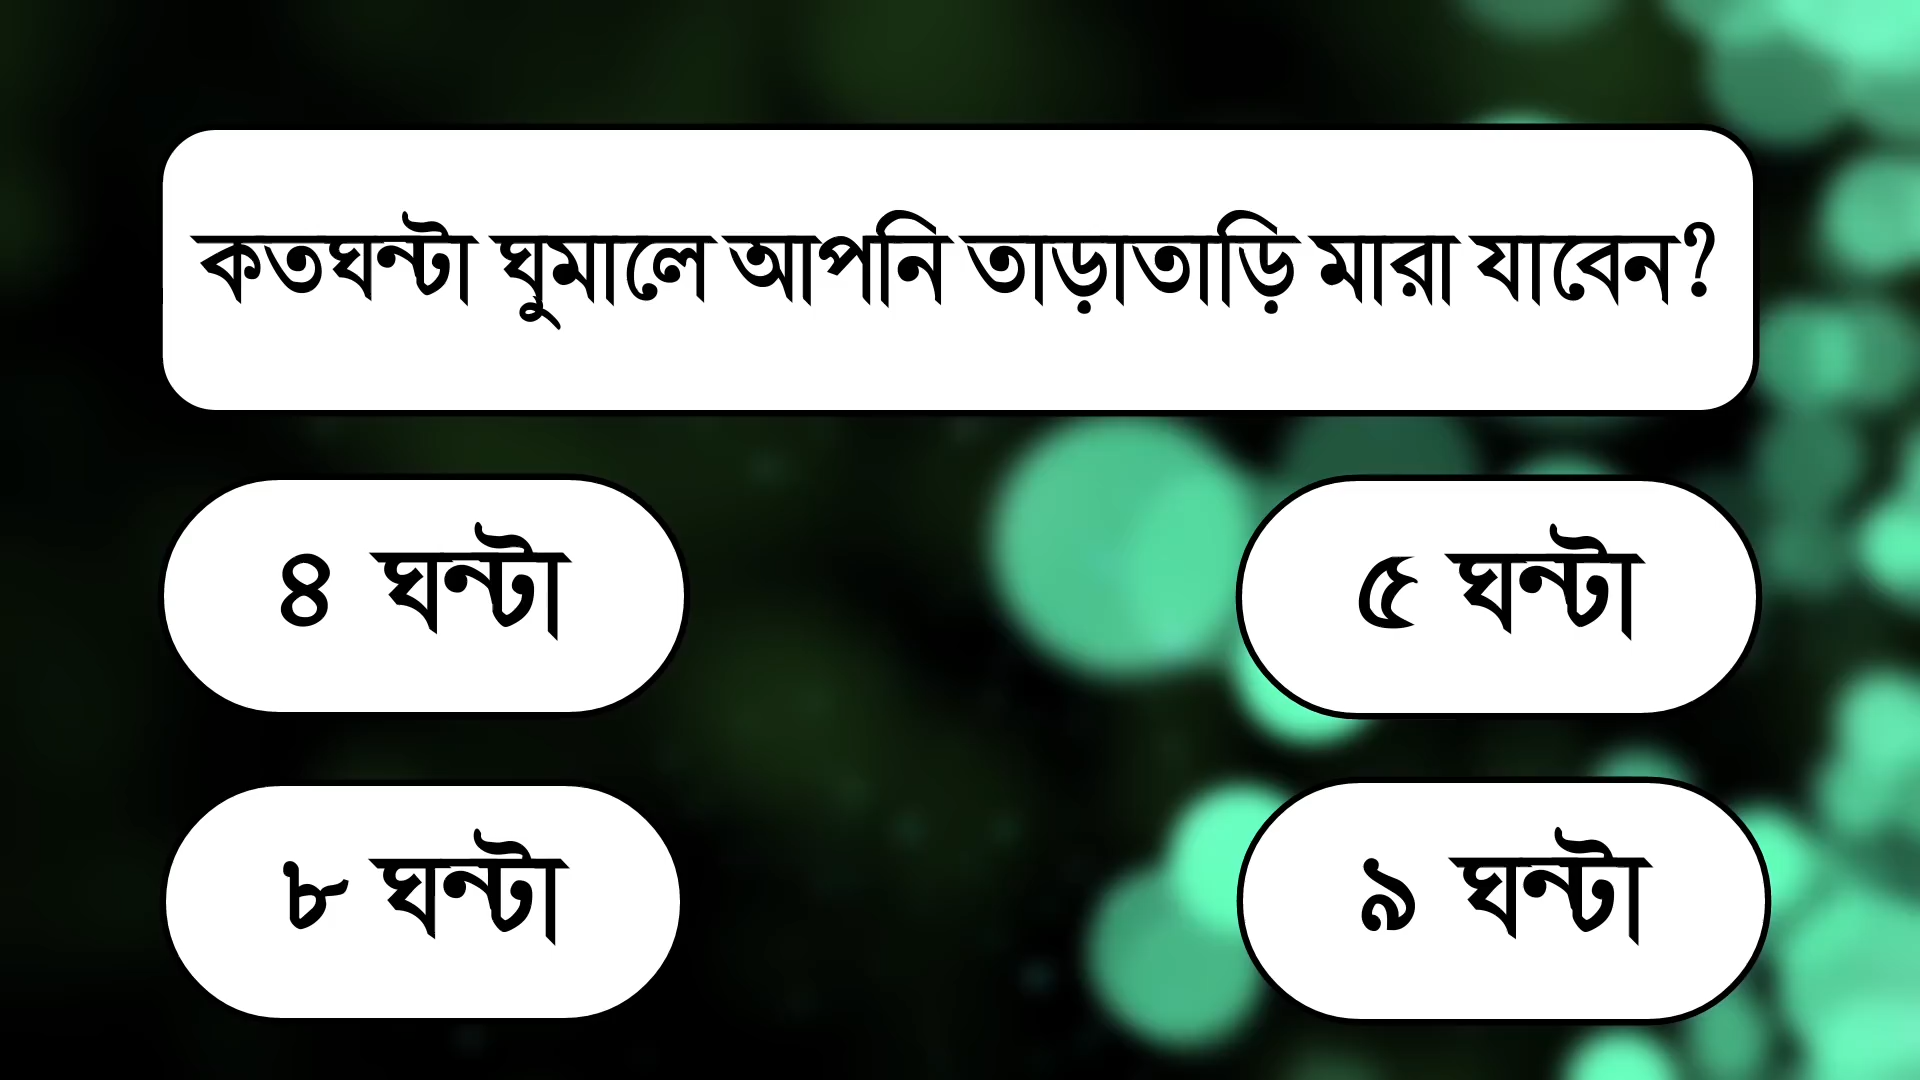 কতঘন্টা ঘুমালে আপনি তাড়াতাড়ি মারা যাবেন?
৪ ঘন্টা
৫ ঘন্টা
৮ ঘন্টা
৯ ঘন্টা